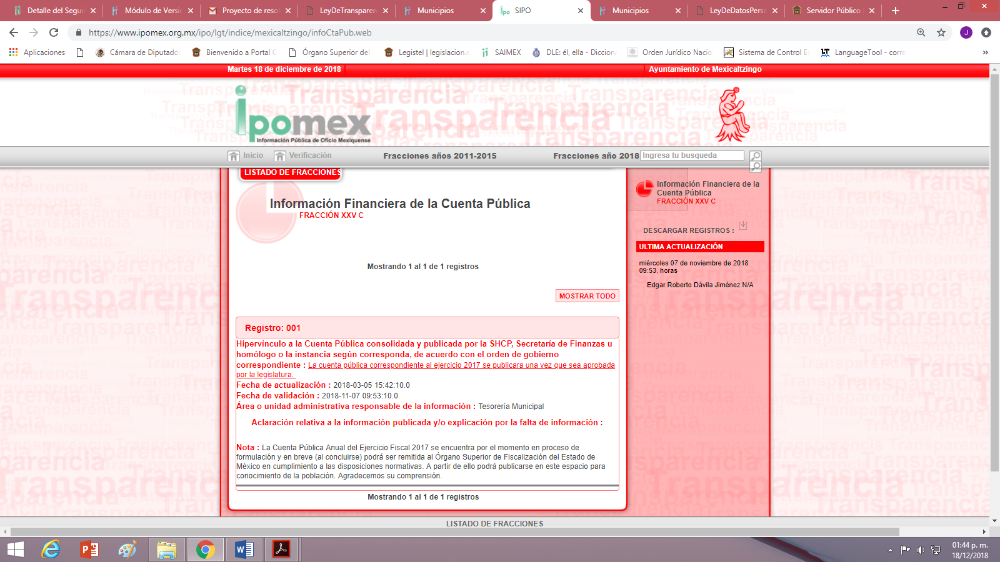 Detalle del Segui
Módulo de Versio
Proyecto de resol
LeyDeTransparen
Municipios
SIPO
Municipios
LeyDeDatosPerso
Servidor Público
https://www.ipomex.org.mx/ipo/lgt/indice/mexicaltzingo/infoCtaPub.web
J
Aplicaciones
Cámara de Diputados
Bienvenido a Portal C
Órgano Superior del
Legistel | legislacion.e
SAIMEX
DLE: él, ella - Diccion
Orden Jurídico Nacio
Sistema de Control E
LanguageTool - corre
»
Martes 18 de diciembre de 2018
Ayuntamiento de Mexicaltzingo
Transparencia
ipomex
Información Pública de Oficio Mexiquense
Inicio
Verificación
Fracciones años 2011-2015
Fracciones año 2018
Ingresa tu busqueda
LISTADO DE FRACCIONES
Información Financiera de la Cuenta Pública
FRACCIÓN XXV C
Mostrando 1 al 1 de 1 registros
MOSTRAR TODO
Registro: 001
Hipervínculo a la Cuenta Pública consolidada y publicada por la SHCP, Secretaría de Finanzas u
homólogo o la instancia según corresponda, de acuerdo con el orden de gobierno
correspondiente : La cuenta pública correspondiente al ejercicio 2017 se publicara una vez que sea aprobada
por la legislatura.
Fecha de actualización : 2018-03-05 15:42:10.0
Fecha de validación : 2018-11-07 09:53:10.0
Área o unidad administrativa responsable de la información : Tesorería Municipal
Aclaración relativa a la información publicada y/o explicación por la falta de información :
Nota : La Cuenta Pública Anual del Ejercicio Fiscal 2017 se encuentra por el momento en proceso de
formulación y en breve (al concluirse) podrá ser remitida al Órgano Superior de Fiscalización del Estado de
México en cumplimiento a las disposiciones normativas. A partir de ello podrá publicarse en este espacio para
conocimiento de la población. Agradecemos su comprensión.
Mostrando 1 al 1 de 1 registros
Información Financiera de la
Cuenta Pública
FRACCIÓN XXV C
DESCARGAR REGISTROS :
ULTIMA ACTUALIZACIÓN
miércoles 07 de noviembre de 2018
09:53, horas
Edgar Roberto Dávila Jiménez N/A
LISTADO DE FRACCIONES
01:44 p. m.
18/12/2018